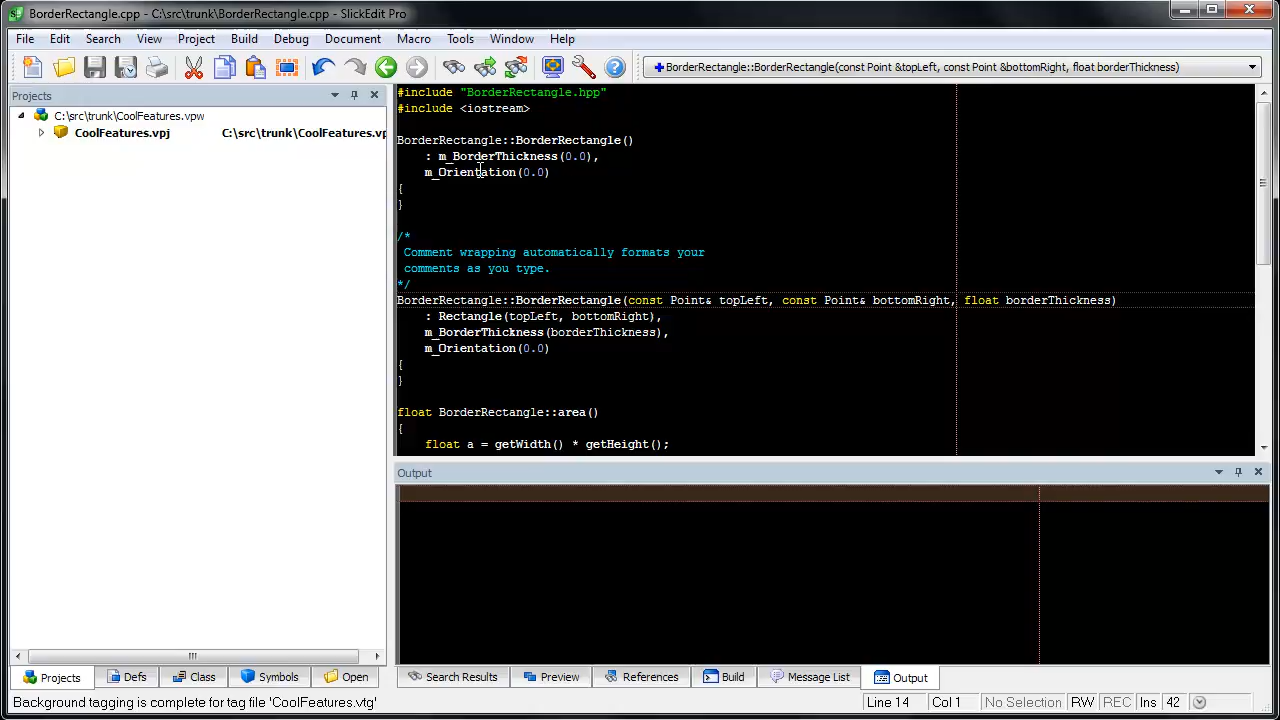 BorderRectangle.cpp - C:\src\trunk\BorderRectangle.cpp - SlickEdit Pro
File Edit Search View Project Build Debug Document Macro Tools Window Help
BorderRectangle::BorderRectangle(const Point &topLeft, const Point &bottomRight, float borderThickness)
Projects
C:\src\trunk\CoolFeatures.vpw
CoolFeatures.vpj C:\src\trunk\CoolFeatures.vp
#include "BorderRectangle.hpp"
#include <iostream>
BorderRectangle::BorderRectangle()
: m_BorderThickness(0.0),
m_Orientation(0.0)
{
}
/*
Comment wrapping automatically formats your
comments as you type.
*/
BorderRectangle::BorderRectangle(const Point& topLeft, const Point& bottomRight, float borderThickness)
: Rectangle(topLeft, bottomRight),
m_BorderThickness(borderThickness),
m_Orientation(0.0)
{
}
float BorderRectangle::area()
{
float a = getWidth() * getHeight();
Output
Projects Defs Class Symbols Open
Search Results Preview References Build Message List Output
Background tagging is complete for tag file 'CoolFeatures.vtg'
Line 14 Col 1 No Selection RW REC Ins 42